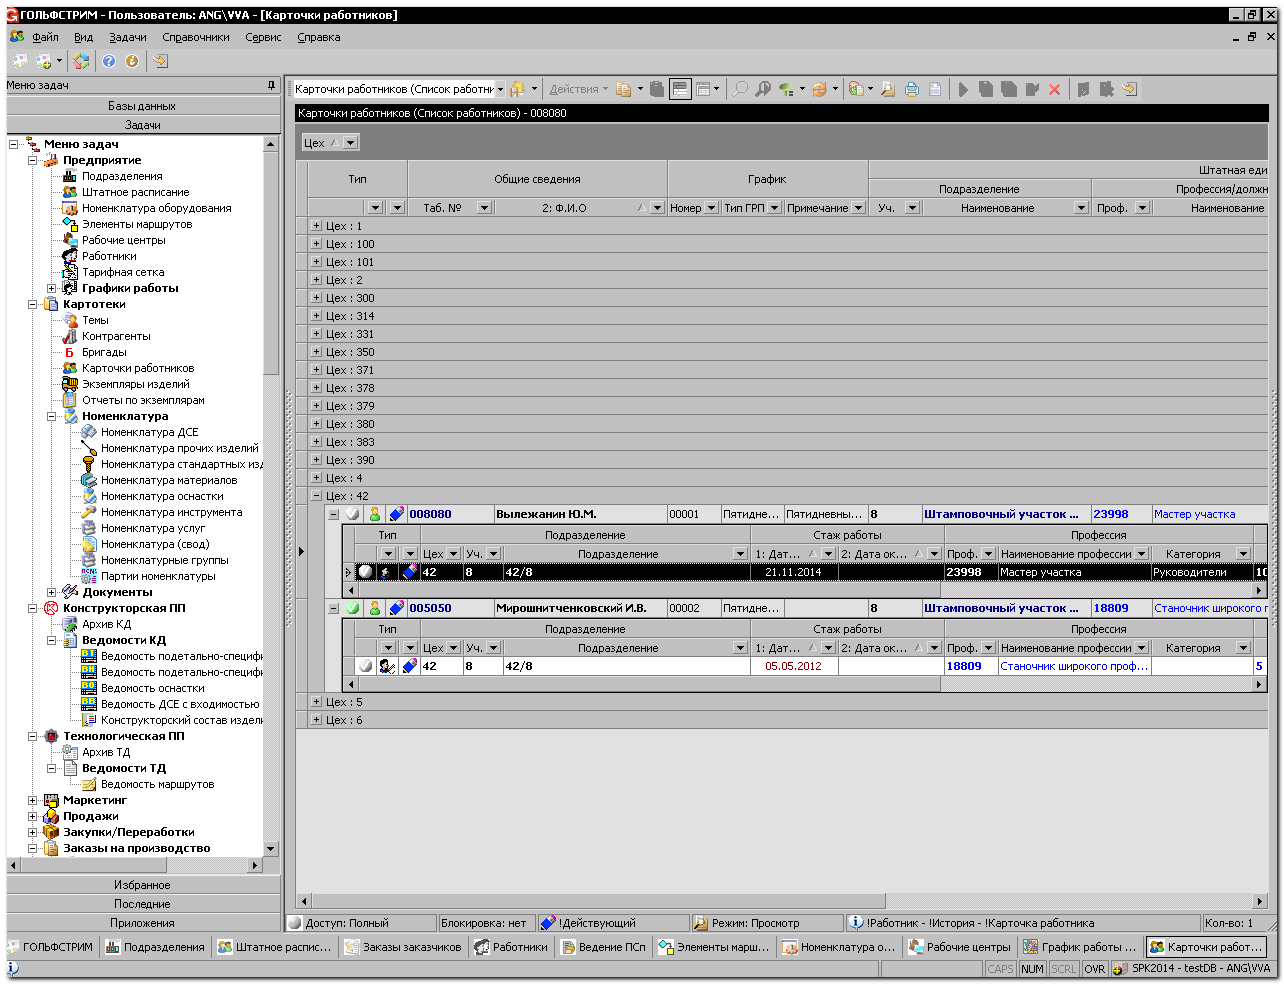 ГОЛЬФСТРИМ - Пользователь: ANG\VVA - [Карточки работников]
Файл Вид Задачи Справочники Сервис Справка
Меню задач
Базы данных
Задачи
Меню задач
Предприятие
Подразделения
Штатное расписание
Номенклатура оборудования
Элементы маршрутов
Рабочие центры
Работники
Тарифная сетка
Графики работы
Картотеки
Темы
Контрагенты
Бригады
Карточки работников
Экземпляры изделий
Отчеты по экземплярам
Номенклатура
Номенклатура ДСЕ
Номенклатура прочих изделий
Номенклатура стандартных изд
Номенклатура материалов
Номенклатура оснастки
Номенклатура инструмента
Номенклатура услуг
Номенклатура (свод)
Номенклатурные группы
Партии номенклатуры
Документы
Конструкторская ПП
Архив КД
Ведомости КД
Ведомость подетально-специфи
Ведомость подетально-специфи
Ведомость оснастки
Ведомость ДСЕ с входимостью
Конструкторский состав издели
Технологическая ПП
Архив ТД
Ведомости ТД
Ведомость маршрутов
Маркетинг
Продажи
Закупки/Переработки
Заказы на производство
Избранное
Последние
Приложения
Карточки работников (Список работни Действия
Карточки работников (Список работников) - 008080
Цех
Тип Общие сведения График Штатная еди
Подразделение Профессия/должн
Таб. № 2: Ф.И.О Номер Тип ГРП Примечание Уч. Наименование Проф. Наименование
Цех : 1
Цех : 100
Цех : 101
Цех : 2
Цех : 300
Цех : 314
Цех : 331
Цех : 350
Цех : 371
Цех : 378
Цех : 379
Цех : 380
Цех : 383
Цех : 390
Цех : 4
Цех : 42
008080 Вылежанин Ю.М. 00001 Пятидне... Пятидневны... 8 Штамповочный участок ... 23998 Мастер участка
Тип Подразделение Стаж работы Профессия
Цех Уч. Подразделение 1: Дат... 2: Дата ок... Проф. Наименование профессии Категория
42 8 42/8 21.11.2014 23998 Мастер участка Руководители 10
005050 Мирошнитченковский И.В. 00002 Пятидне... 8 Штамповочный участок ... 18809 Станочник широкого г
Тип Подразделение Стаж работы Профессия
Цех Уч. Подразделение 1: Дат... 2: Дата ок... Проф. Наименование профессии Категория
42 8 42/8 05.05.2012 18809 Станочник широкого проф... 5
Цех : 5
Цех : 6
Доступ: Полный Блокировка: нет !Действующий Режим: Просмотр !Работник - !История - !Карточка работника Кол-во: 1
ГОЛЬФСТРИМ Подразделения Штатное распис... Заказы заказчиков Работники Ведение ПСп Элементы марш... Номенклатура о... Рабочие центры График работы ... Карточки работ...
CAPS NUM SCRL OVR SPK2014 - testDB - ANG\VVA